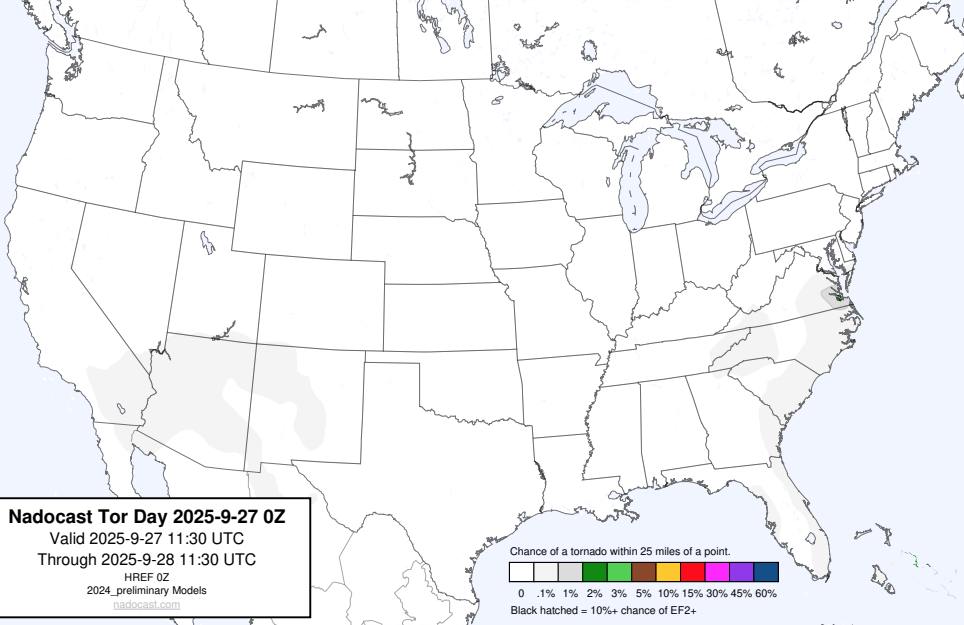 Nadocast Tor Day 2025-9-27 0Z
Valid 2025-9-27 11:30 UTC
Through 2025-9-28 11:30 UTC
HREF 0Z
2024_preliminary Models
nadocast.com
Chance of a tornado within 25 miles of a point.
0 .1% 1% 2% 3% 5% 10% 15% 30% 45% 60%
Black hatched = 10%+ chance of EF2+